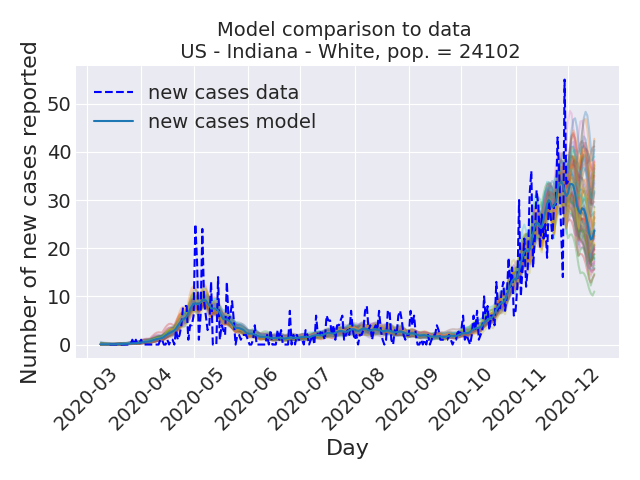 Model comparison to data
US - Indiana - White, pop. = 24102
Number of new cases reported
new cases data
new cases model
50
40
30
20
10
0
2020-03
2020-04
2020-05
2020-06
2020-07
2020-08
2020-09
2020-10
2020-11
2020-12
Day